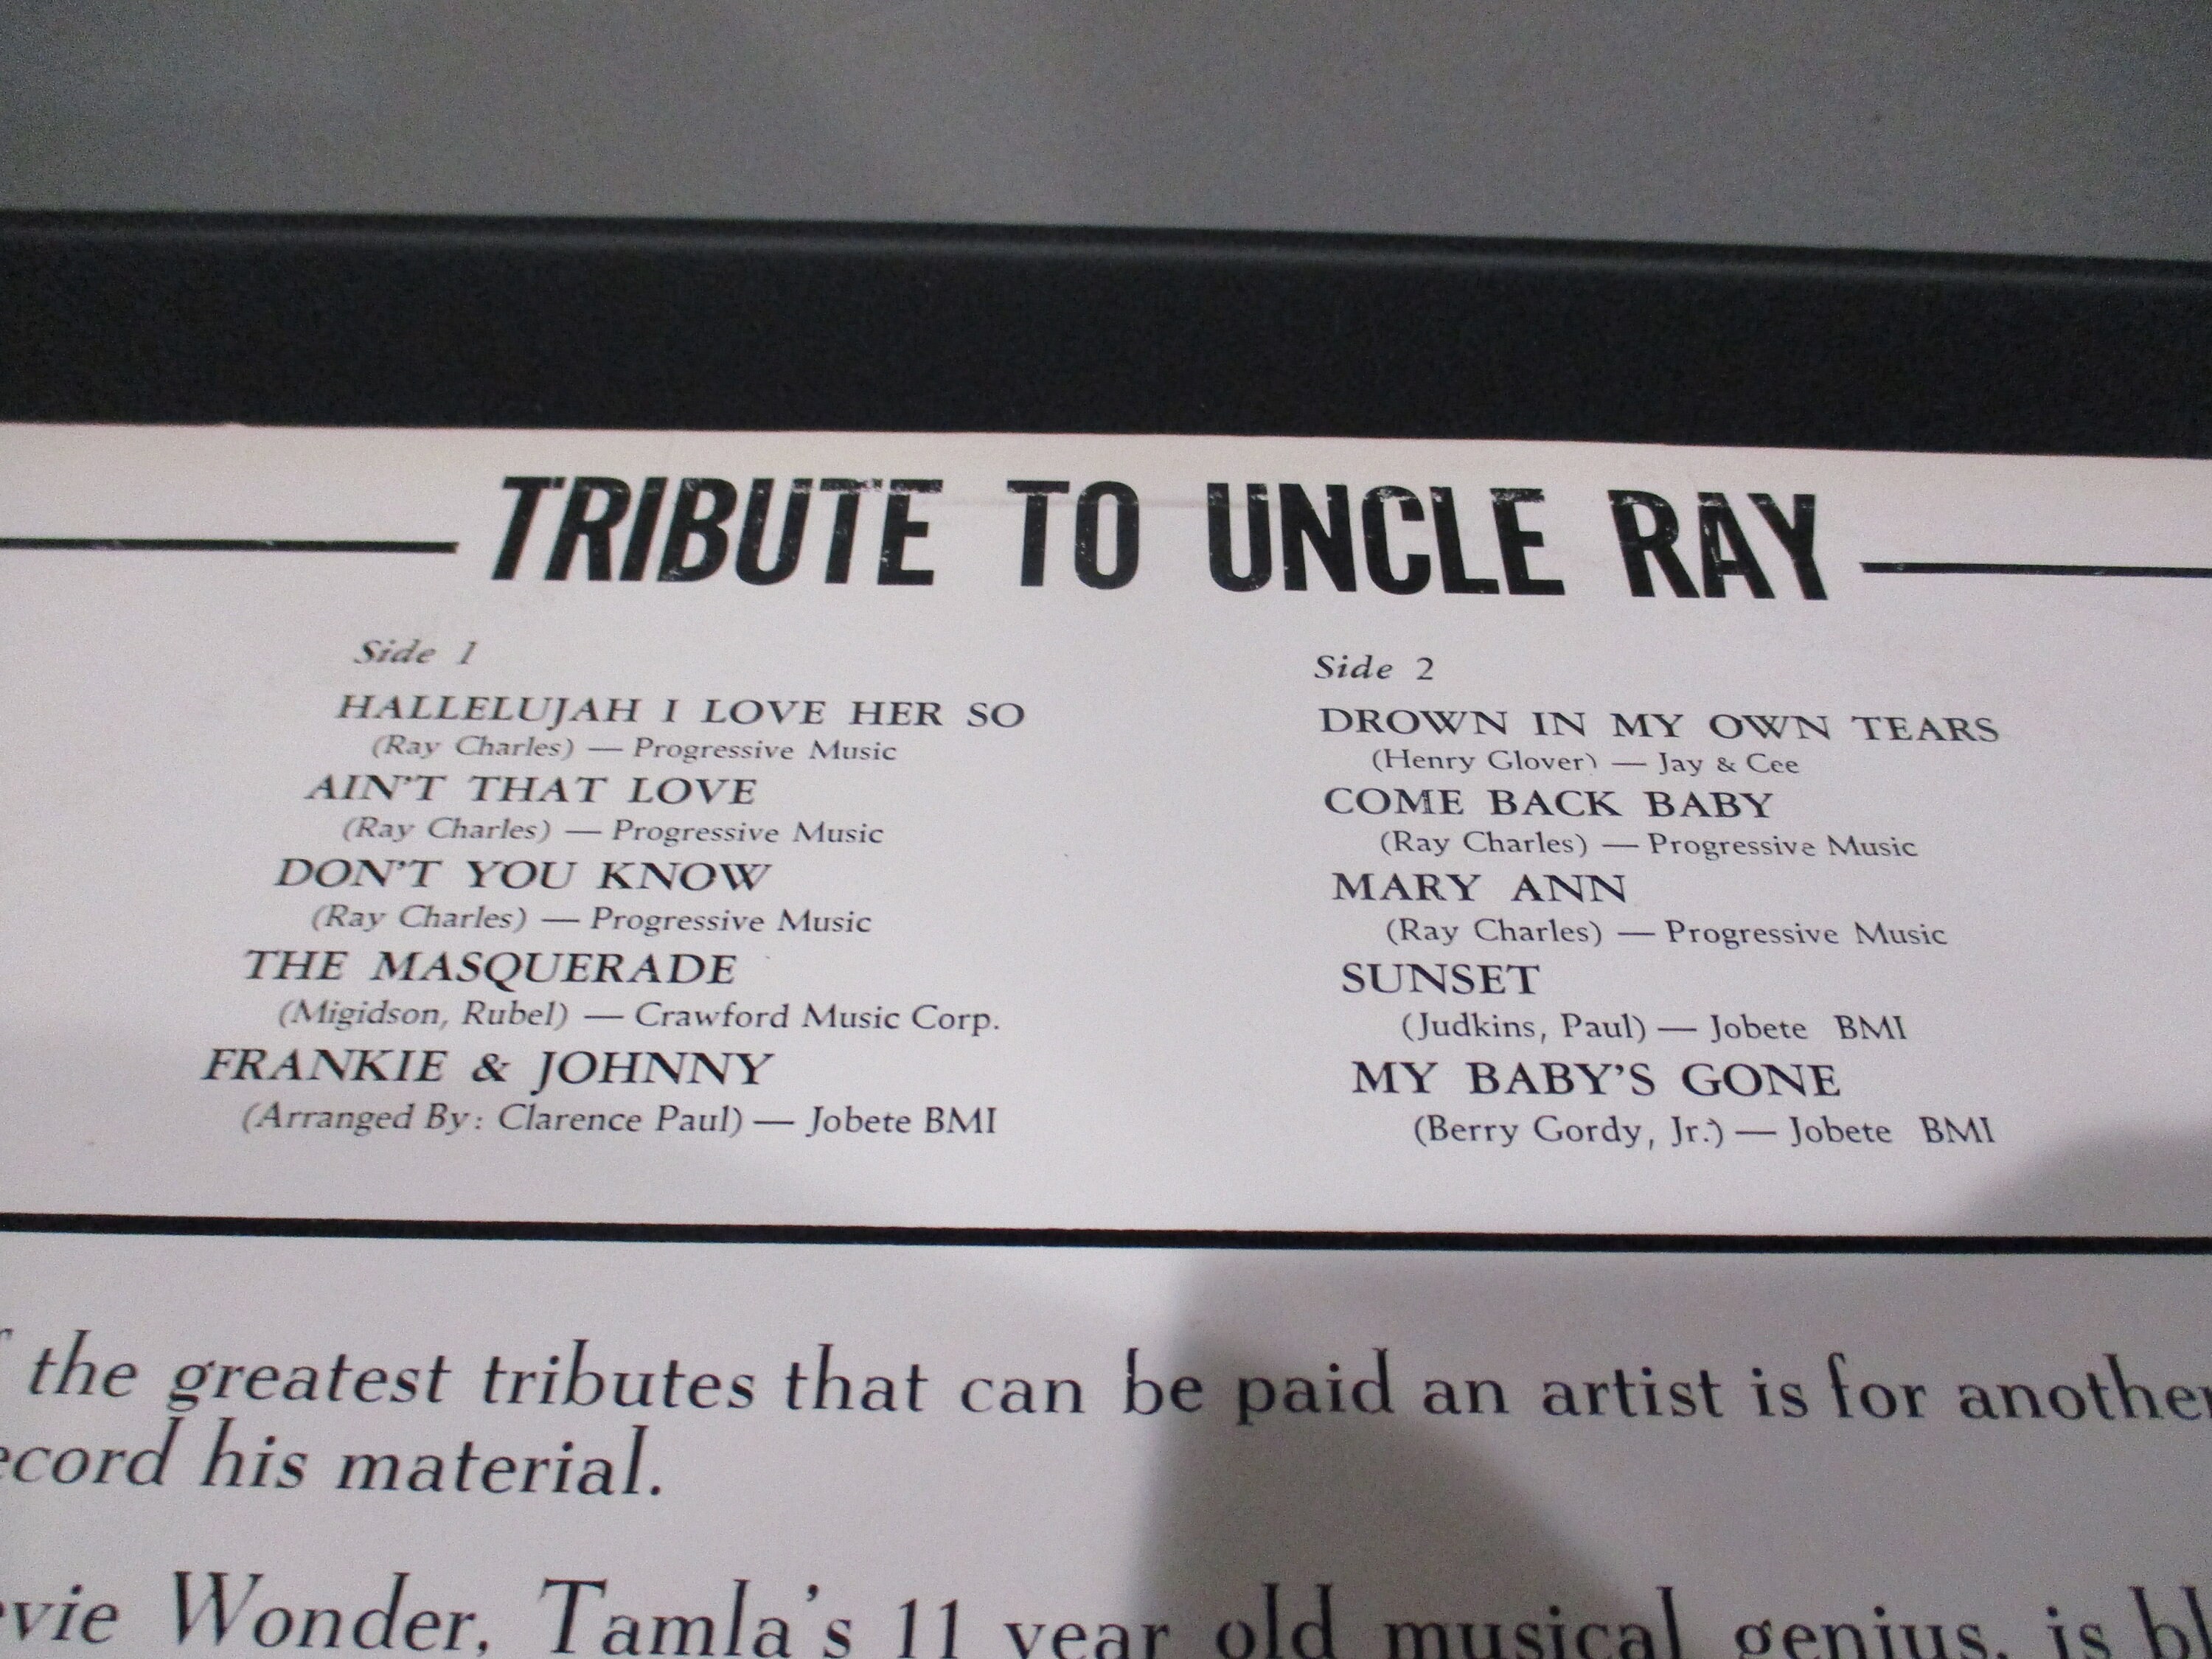 TRIBUTE TO UNCLE RAY
Side 1
HALLELUJAH I LOVE HER SO
(Ray Charles) — Progressive Music
AIN'T THAT LOVE
(Ray Charles) — Progressive Music
DON'T YOU KNOW
(Ray Charles) — Progressive Music
THE MASQUERADE
(Migidson, Rubel) — Crawford Music Corp.
FRANKIE & JOHNNY
(Arranged By: Clarence Paul) — Jobete BMI
Side 2
DROWN IN MY OWN TEARS
(Henry Glover) — Jay & Cee
COME BACK BABY
(Ray Charles) — Progressive Music
MARY ANN
(Ray Charles) — Progressive Music
SUNSET
(Judkins, Paul) — Jobete BMI
MY BABY'S GONE
(Berry Gordy, Jr.) — Jobete BMI
the greatest tributes that can be paid an artist is for another
ecord his material.
vie Wonder, Tamla's 11 year old musical genius, is bl